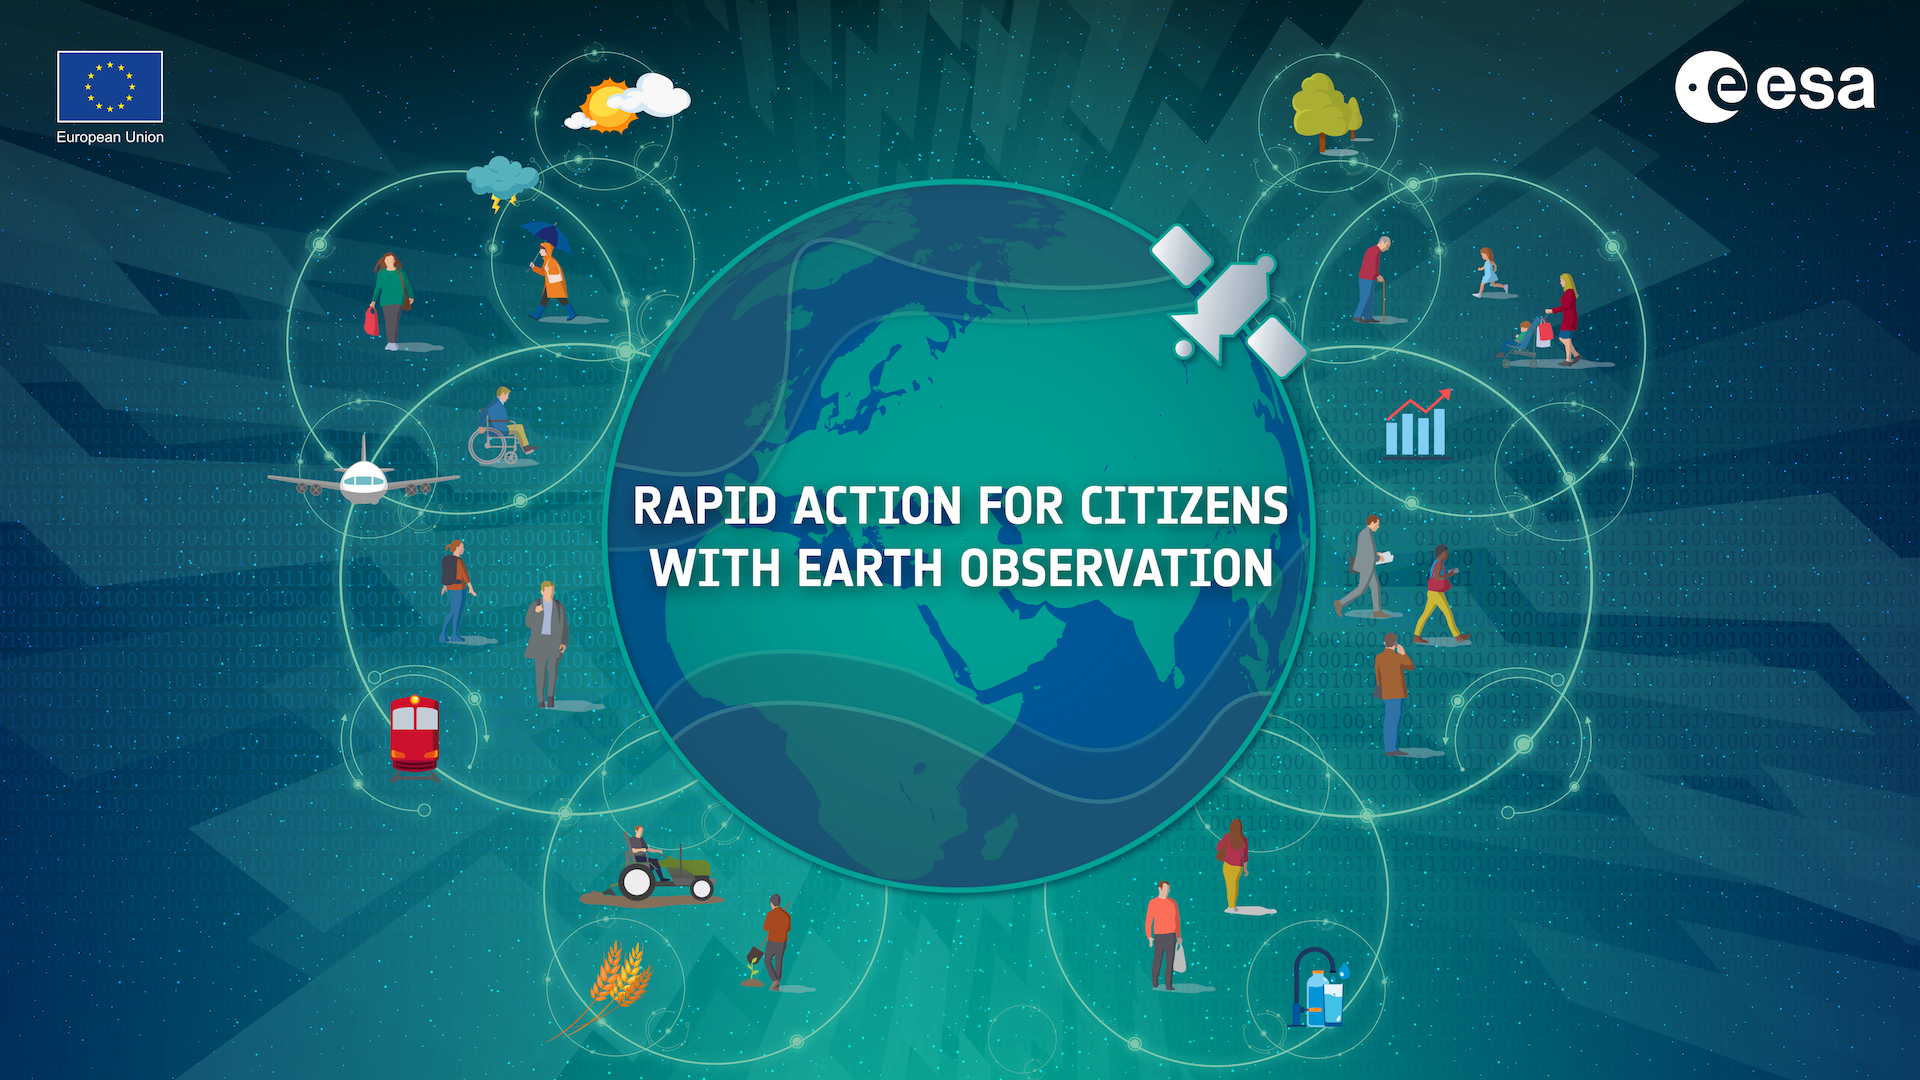 European Union
esa
RAPID ACTION FOR CITIZENS
WITH EARTH OBSERVATION